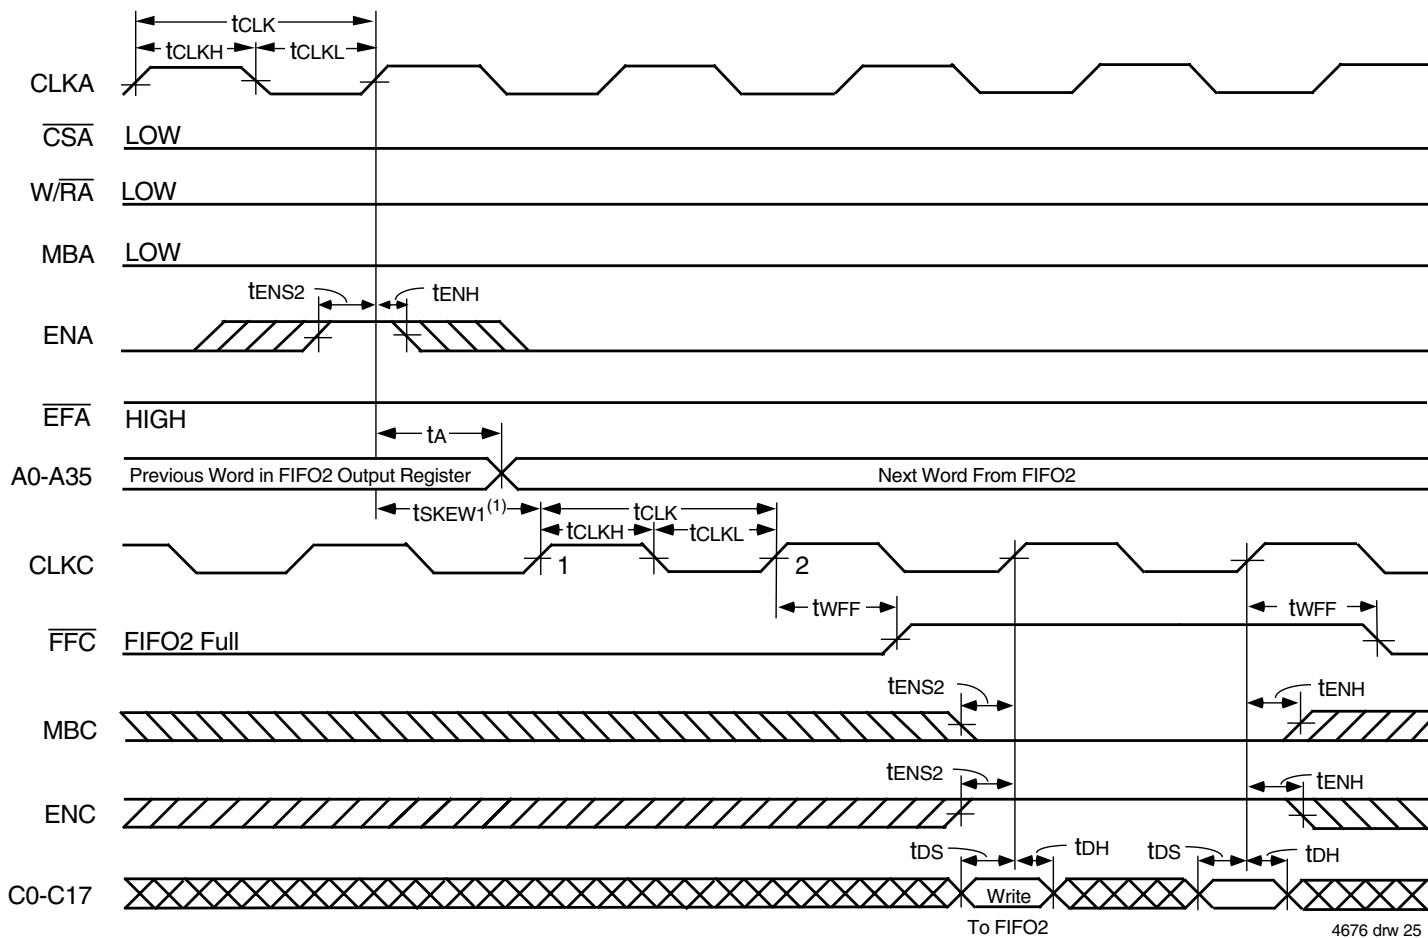 tCLK
tCLKH tCLKL
CLKA
CSA LOW
W/RA LOW
MBA LOW
tENS2 tENH
ENA
EFA HIGH
tA
A0-A35 Previous Word in FIFO2 Output Register Next Word From FIFO2
tSKEW1(1) tCLK
tCLKH tCLKL
CLKC 1 2
tWFF tWFF
FFC FIFO2 Full
tENS2 tENH
MBC
tENS2 tENH
ENC
tDS tDH tDS tDH
C0-C17 Write
To FIFO2
4676 drw 25